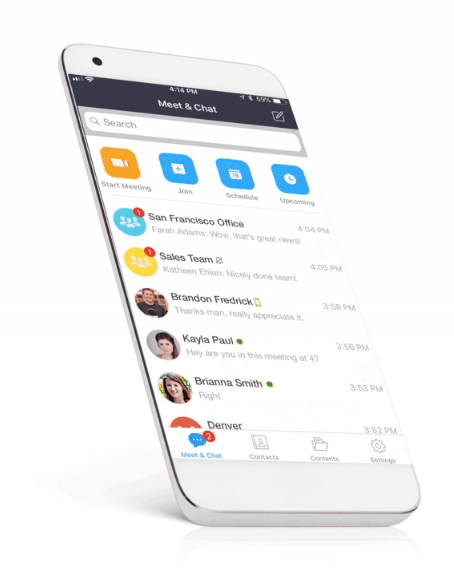 4:14 PM
59%
Meet & Chat
Search
Start Meeting
Join
Schedule
Upcoming
1
San Francisco Office
4:04 PM
Farah Adams: Wow, that's great news!
1
Sales Team
4:05 PM
Katheen Ehlen: Nicely done team!
Brandon Fredrick
3:58 PM
Thanks man, really appreciate it.
Kayla Paul
3:56 PM
Hey are you in this meeting at 4?
Brianna Smith
3:53 PM
Right
Denver
3:52 PM
2
Meet & Chat
Contacts
Contents
Settings